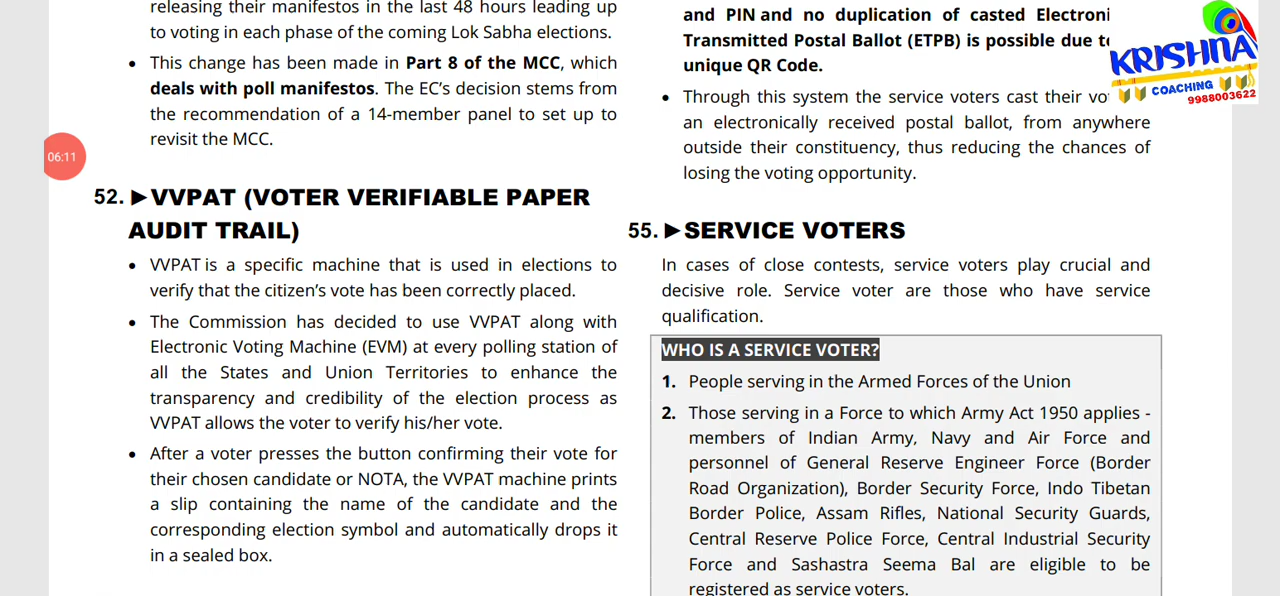 releasing their manifestos in the last 48 hours leading up
to voting in each phase of the coming Lok Sabha elections.
• This change has been made in Part 8 of the MCC, which
deals with poll manifestos. The EC's decision stems from
the recommendation of a 14-member panel to set up to
revisit the MCC.
06:11
52. ►VVPAT (VOTER VERIFIABLE PAPER
AUDIT TRAIL)
• VVPAT is a specific machine that is used in elections to
verify that the citizen's vote has been correctly placed.
• The Commission has decided to use VVPAT along with
Electronic Voting Machine (EVM) at every polling station of
all the States and Union Territories to enhance the
transparency and credibility of the election process as
VVPAT allows the voter to verify his/her vote.
• After a voter presses the button confirming their vote for
their chosen candidate or NOTA, the VVPAT machine prints
a slip containing the name of the candidate and the
corresponding election symbol and automatically drops it
in a sealed box.
and PIN and no duplication of casted
Transmitted Postal Ballot (ETPB) is possible due
unique QR Code.
• Through this system the service voters cast their
an electronically received postal ballot, from anywhere
outside their constituency, thus reducing the chances of
losing the voting opportunity.
KRISHNA
COACHING
9988003622
55. ►SERVICE VOTERS
In cases of close contests, service voters play crucial and
decisive role. Service voter are those who have service
qualification.
WHO IS A SERVICE VOTER?
1. People serving in the Armed Forces of the Union
2. Those serving in a Force to which Army Act 1950 applies -
members of Indian Army, Navy and Air Force and
personnel of General Reserve Engineer Force (Border
Road Organization), Border Security Force, Indo Tibetan
Border Police, Assam Rifles, National Security Guards,
Central Reserve Police Force, Central Industrial Security
Force and Sashastra Seema Bal are eligible to be
registered as service voters.